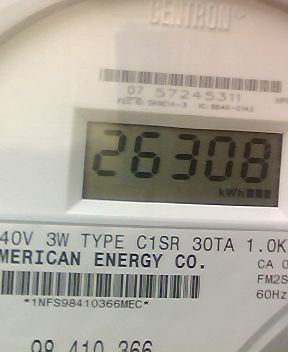 CENTRON
07 57245311
26308
kWh
40V 3W TYPE C1SR 30TA 1.0K
MERICAN ENERGY CO.
CA 0
FM2S
60Hz
*1NFS98410366MEC*
98 410 366